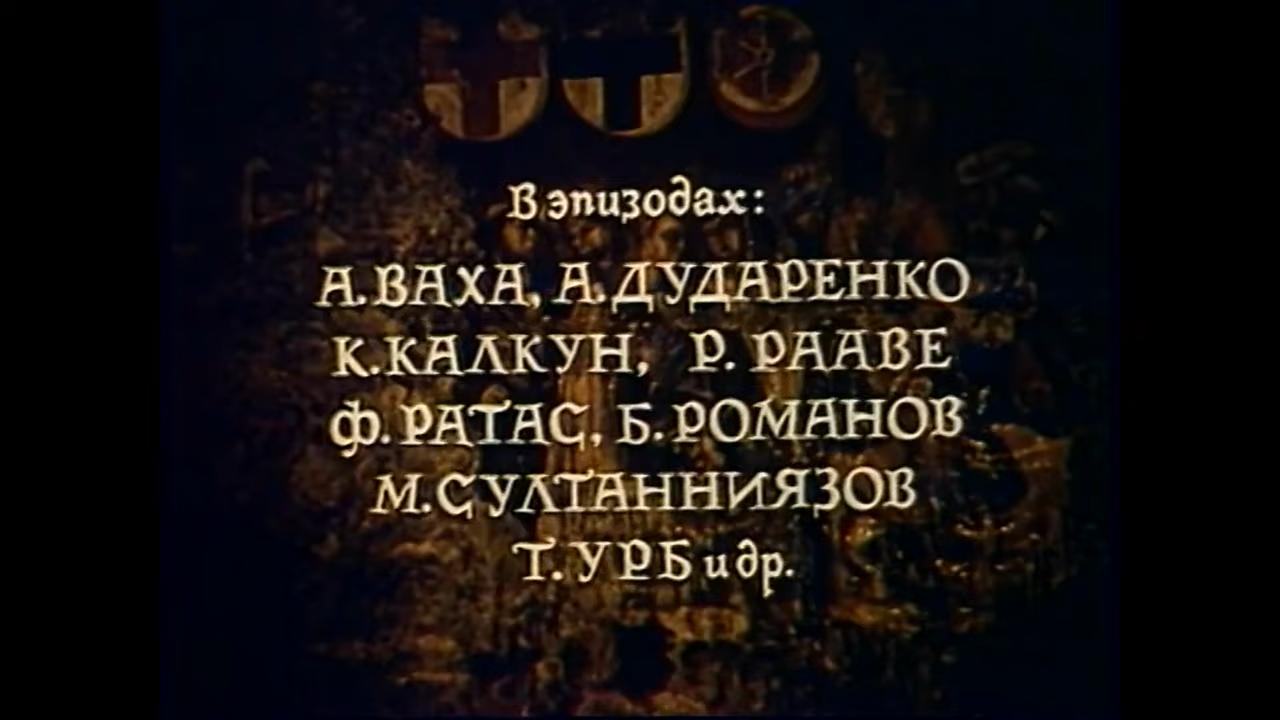 В эпизодах:
А. ВАХА, А. ДУДАРЕНКО
К. КАЛКУН, Р. РААВЕ
Ф. РАТАС, Б. РОМАНОВ
М. СУЛТАННИЯЗОВ
Т. УРБ и др.